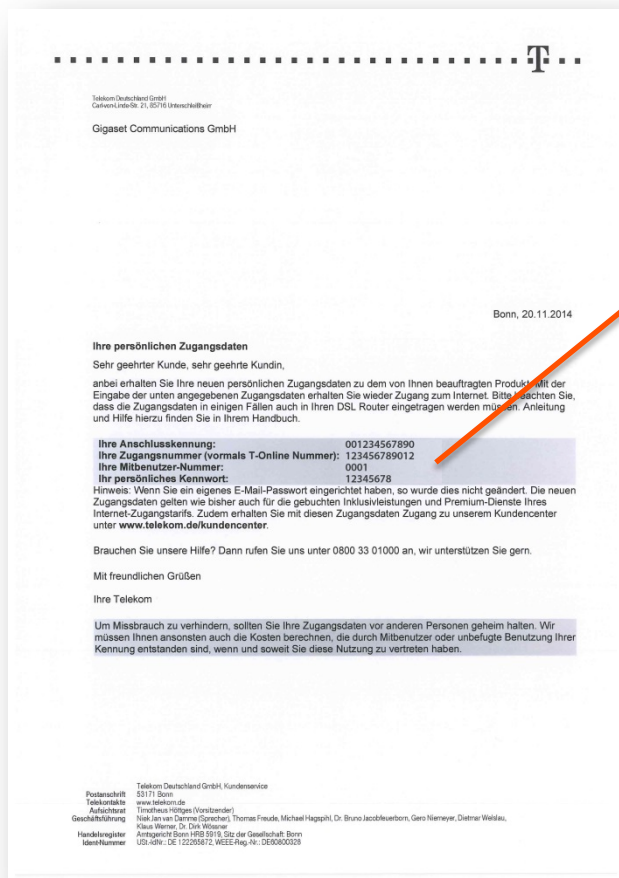 T
Telekom Deutschland GmbH
Carl-von-Linde-Str. 21, 85716 Unterschleißheim
Gigaset Communications GmbH
Bonn, 20.11.2014
Ihre persönlichen Zugangsdaten
Sehr geehrter Kunde, sehr geehrte Kundin,
anbei erhalten Sie Ihre neuen persönlichen Zugangsdaten zu dem von Ihnen beauftragten Produkt. Mit der
Eingabe der unten angegebenen Zugangsdaten erhalten Sie wieder Zugang zum Internet. Bitte beachten Sie,
dass die Zugangsdaten in einigen Fällen auch in Ihren DSL Router eingetragen werden müssen. Anleitung
und Hilfe hierzu finden Sie in Ihrem Handbuch.
Ihre Anschlusskennung: 001234567890
Ihre Zugangsnummer (vormals T-Online Nummer): 123456789012
Ihre Mitbenutzer-Nummer: 0001
Ihr persönliches Kennwort: 12345678
Hinweis: Wenn Sie ein eigenes E-Mail-Passwort eingerichtet haben, so wurde dies nicht geändert. Die neuen
Zugangsdaten gelten wie bisher auch für die gebuchten Inklusivleistungen und Premium-Dienste Ihres
Internet-Zugangstarifs. Zudem erhalten Sie mit diesen Zugangsdaten Zugang zu unserem Kundencenter
unter www.telekom.de/kundencenter.
Brauchen Sie unsere Hilfe? Dann rufen Sie uns unter 0800 33 01000 an, wir unterstützen Sie gern.
Mit freundlichen Grüßen
Ihre Telekom
Um Missbrauch zu verhindern, sollten Sie Ihre Zugangsdaten vor anderen Personen geheim halten. Wir
müssen Ihnen ansonsten auch die Kosten berechnen, die durch Mitbenutzer oder unbefugte Benutzung Ihrer
Kennung entstanden sind, wenn und soweit Sie diese Nutzung zu vertreten haben.
Telekom Deutschland GmbH, Kundenservice
Postanschrift 53171 Bonn
Telekontakte www.telekom.de
Aufsichtsrat Timotheus Höttges (Vorsitzender)
Geschäftsführung Niek Jan van Damme (Sprecher), Thomas Freude, Michael Hagspihl, Dr. Bruno Jacobfeuerborn, Gero Niemeyer, Dietmar Welslau,
Klaus Werner, Dr. Dirk Wössner
Handelsregister Amtsgericht Bonn HRB 5919, Sitz der Gesellschaft: Bonn
Ident-Nummer USt.-IdNr.: DE 122265872, WEEE-Reg.-Nr.: DE60800328